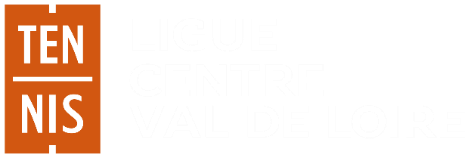 TEN
NIS
LIGUE
CENTRE
VAL DE LOIRE